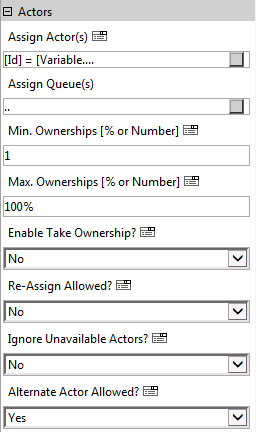 Actors
Assign Actor(s)
[Id] = [Variable....
Assign Queue(s)
..
Min. Ownerships [% or Number]
1
Max. Ownerships [% or Number]
100%
Enable Take Ownership?
No
Re-Assign Allowed?
No
Ignore Unavailable Actors?
No
Alternate Actor Allowed?
Yes